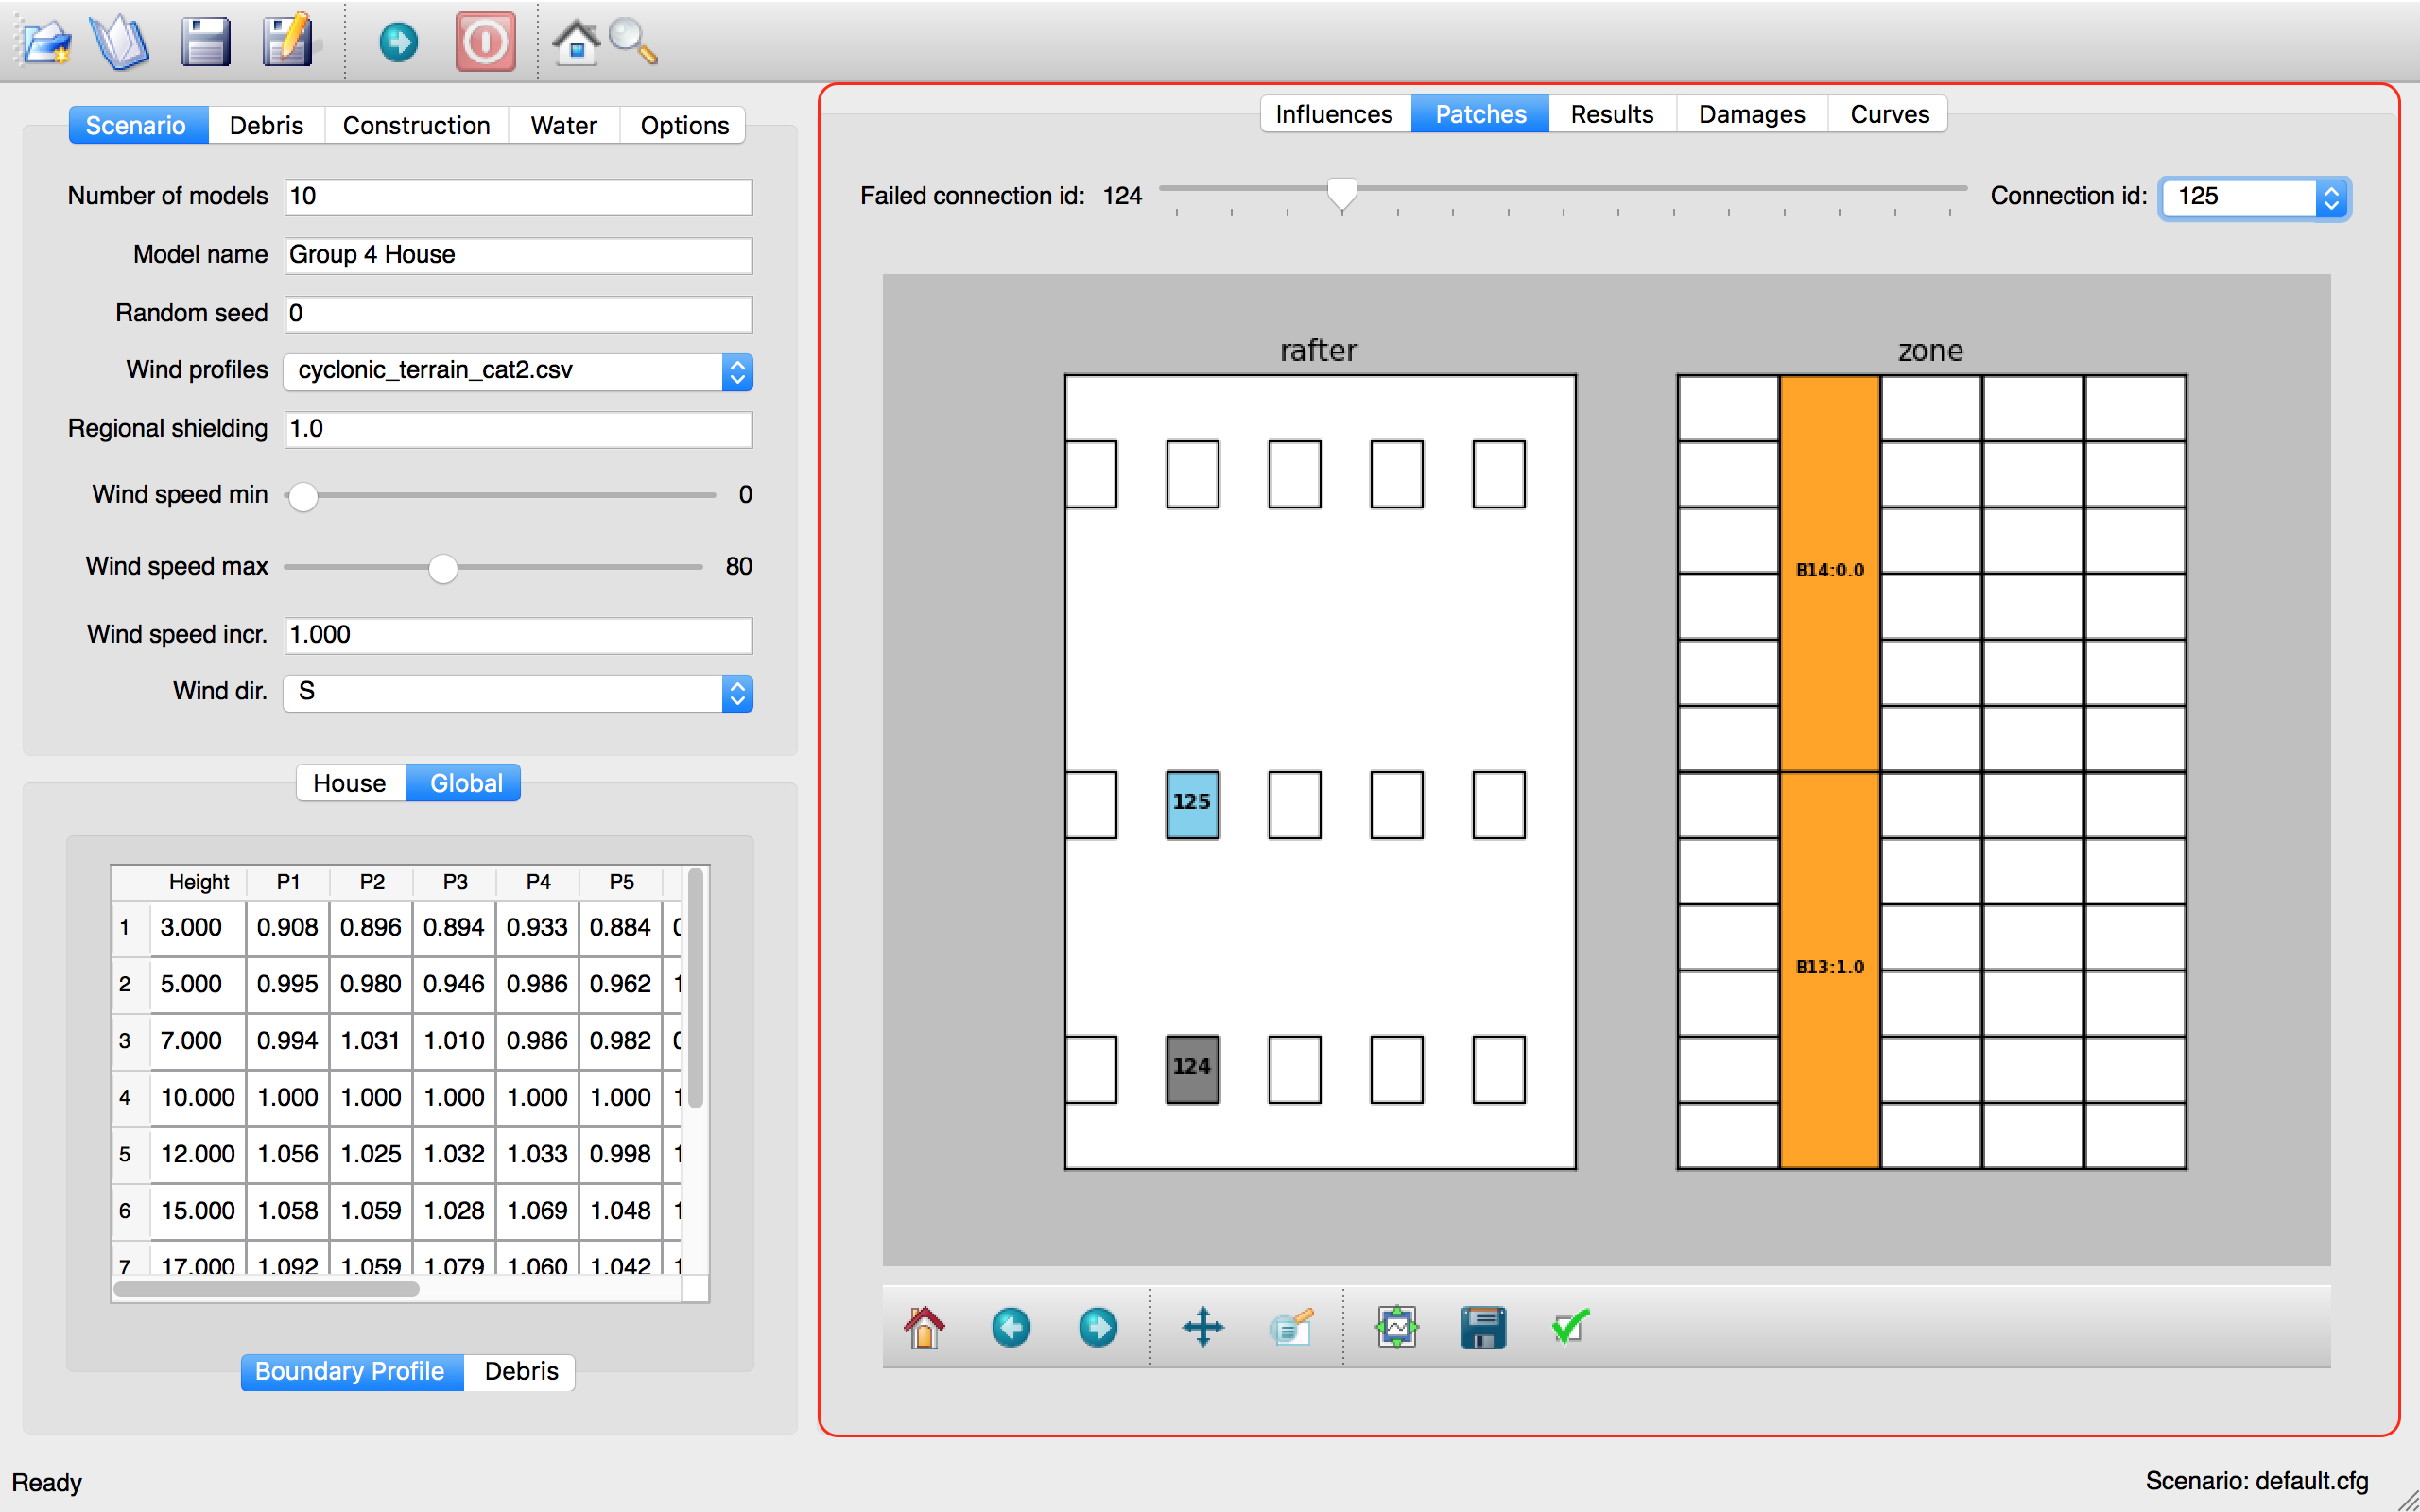 Scenario Debris Construction Water Options
Number of models 10
Model name Group 4 House
Random seed 0
Wind profiles cyclonic_terrain_cat2.csv
Regional shielding 1.0
Wind speed min 0
Wind speed max 80
Wind speed incr. 1.000
Wind dir. S
House Global
Height P1 P2 P3 P4 P5
1 3.000 0.908 0.896 0.894 0.933 0.884
2 5.000 0.995 0.980 0.946 0.986 0.962
3 7.000 0.994 1.031 1.010 0.986 0.982
4 10.000 1.000 1.000 1.000 1.000 1.000
5 12.000 1.056 1.025 1.032 1.033 0.998
6 15.000 1.058 1.059 1.028 1.069 1.048
7 17.000 1.092 1.059 1.079 1.060 1.042
Boundary Profile Debris
Influences Patches Results Damages Curves
Failed connection id: 124 Connection id: 125
rafter
125
124
zone
B14:0.0
B13:1.0
Ready
Scenario: default.cfg